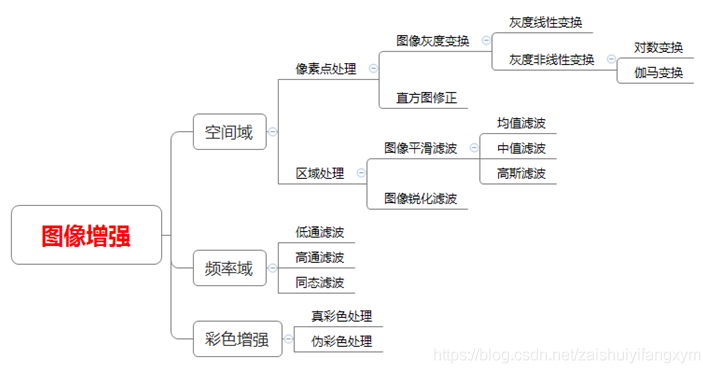 图像增强
空间域
像素点处理
图像灰度变换
灰度线性变换
灰度非线性变换
对数变换
伽马变换
直方图修正
区域处理
图像平滑滤波
均值滤波
中值滤波
高斯滤波
图像锐化滤波
频率域
低通滤波
高通滤波
同态滤波
彩色增强
真彩色处理
伪彩色处理
https://blog.csdn.net/zaishuiyifangxym